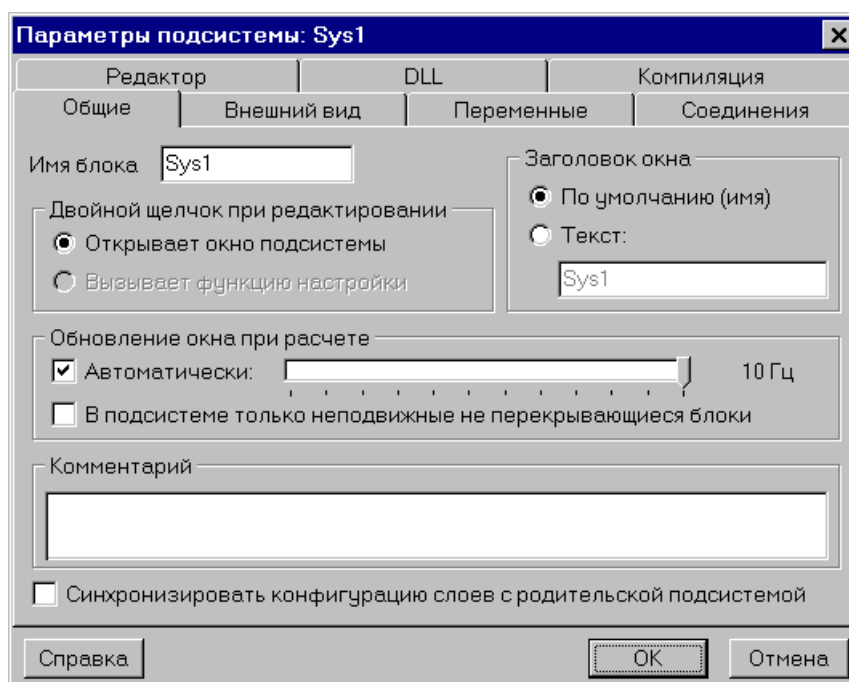 Параметры подсистемы: Sys1
Редактор DLL Компиляция
Общие Внешний вид Переменные Соединения
Имя блока Sys1
Заголовок окна
По умолчанию (имя)
Текст:
Sys1
Двойной щелчок при редактировании
Открывает окно подсистемы
Вызывает функцию настройки
Обновление окна при расчете
Автоматически: 10 Гц
В подсистеме только неподвижные не перекрывающиеся блоки
Комментарий
Синхронизировать конфигурацию слоев с родительской подсистемой
Справка OK Отмена